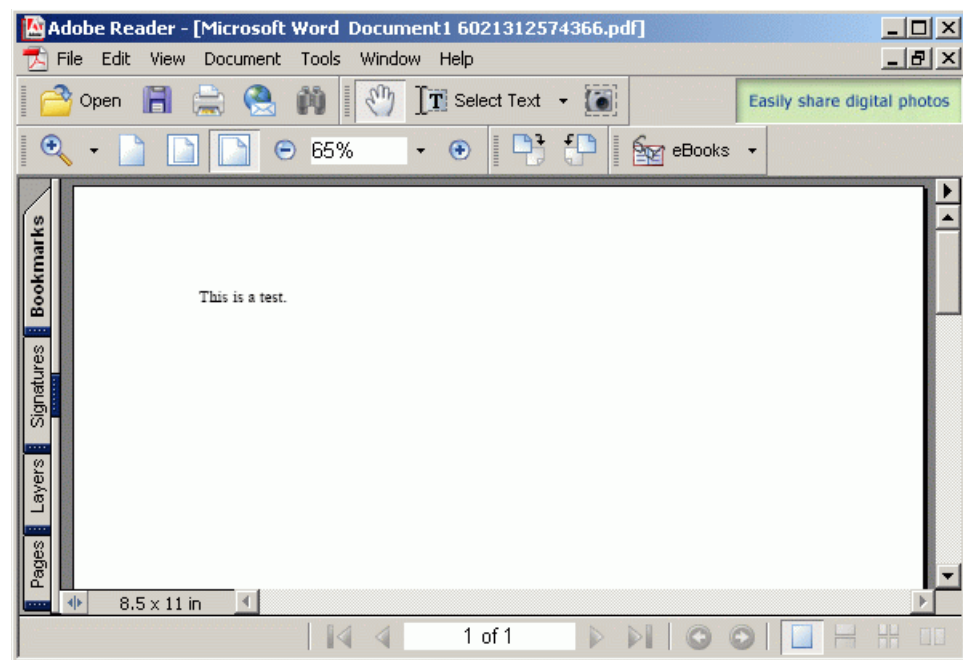 Adobe Reader - [Microsoft Word Document1 6021312574366.pdf]
File Edit View Document Tools Window Help
Open Select Text Easily share digital photos
65% eBooks
Bookmarks
This is a test.
Signatures
Layers
Pages
8.5 x 11 in
1 of 1